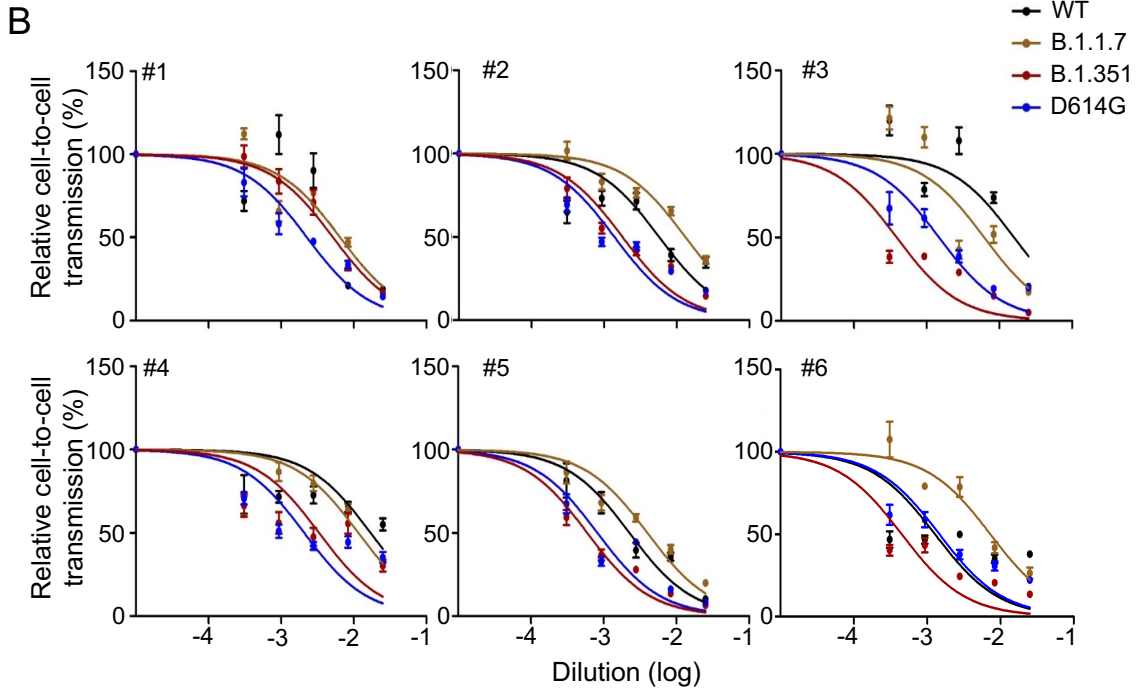 B
WT
B.1.1.7
B.1.351
D614G
Relative cell-to-cell
transmission (%)
#1
150
100
50
0
#2
150
100
50
0
#3
150
100
50
0
Relative cell-to-cell
transmission (%)
#4
150
100
50
0
-4 -3 -2 -1
#5
150
100
50
0
-4 -3 -2 -1
#6
150
100
50
0
-4 -3 -2 -1
Dilution (log)